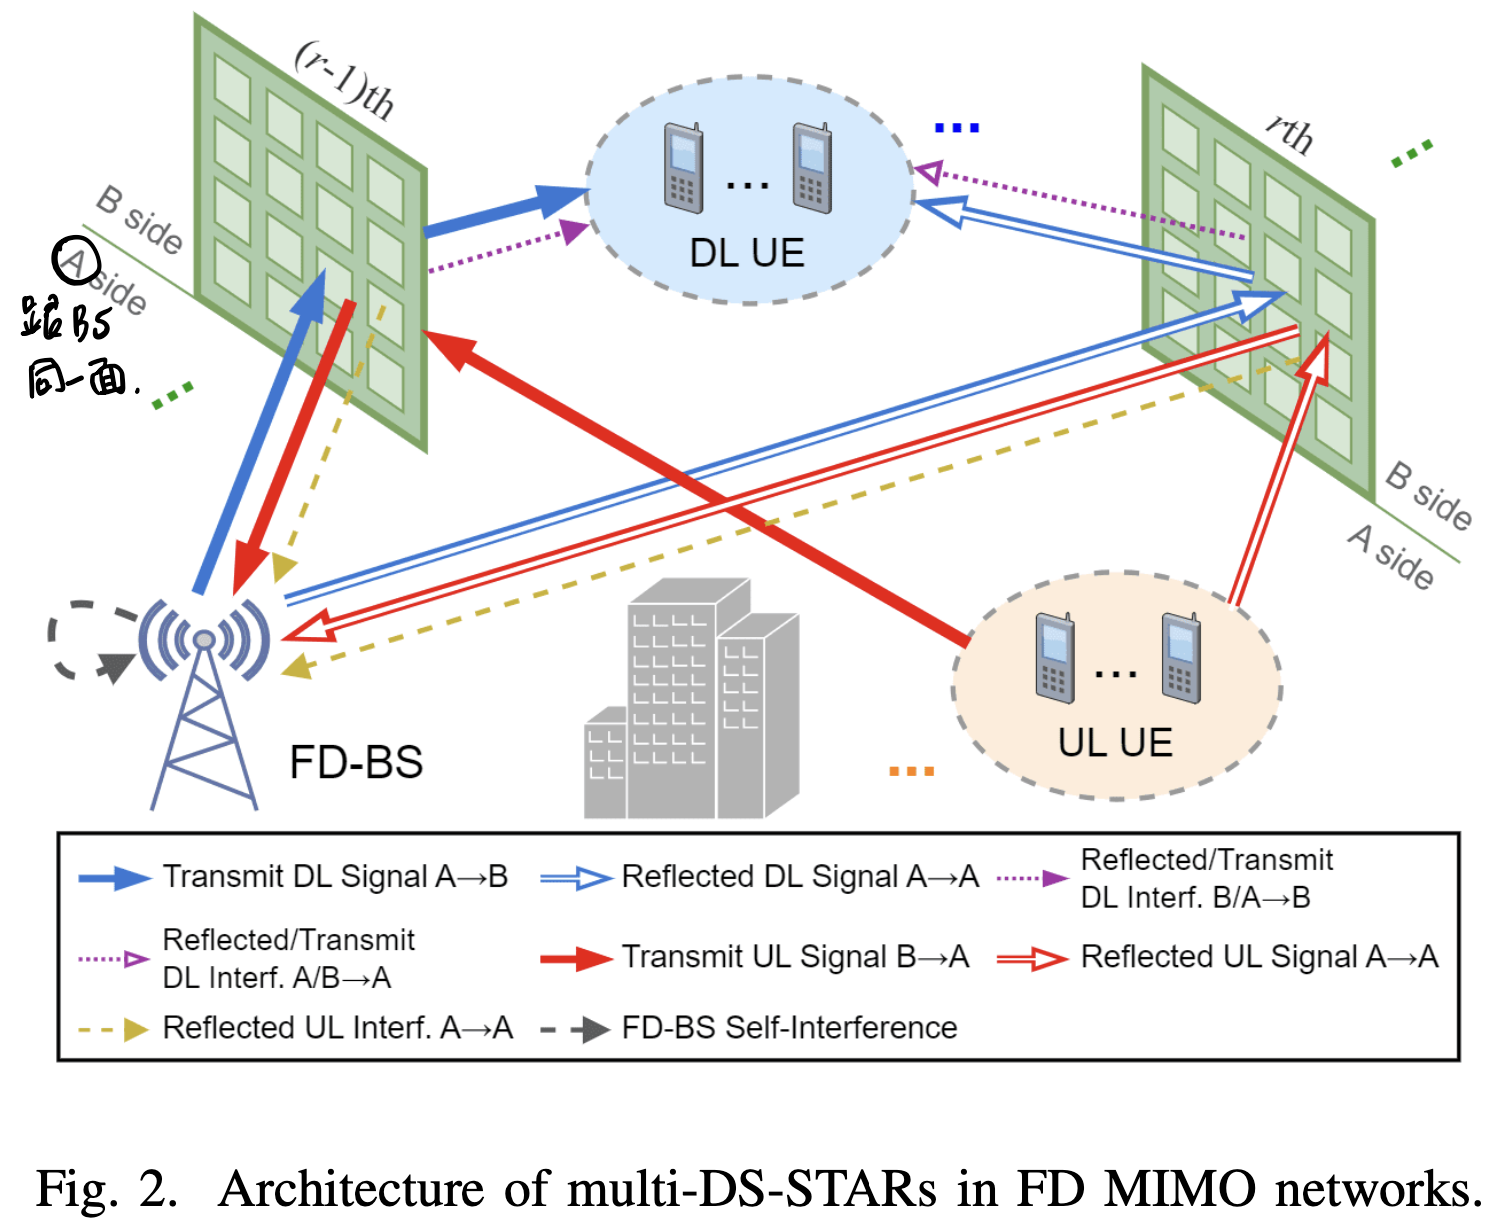 (r-1)th
rth
B side
A side
跟BS
同一面.
...
DL UE
B side
A side
...
UL UE
FD-BS
Transmit DL Signal A→B
Reflected DL Signal A→A
Reflected/Transmit
DL Interf. B/A→B
Reflected/Transmit
DL Interf. A/B→A
Transmit UL Signal B→A
Reflected UL Signal A→A
Reflected UL Interf. A→A
FD-BS Self-Interference
Fig. 2. Architecture of multi-DS-STARs in FD MIMO networks.